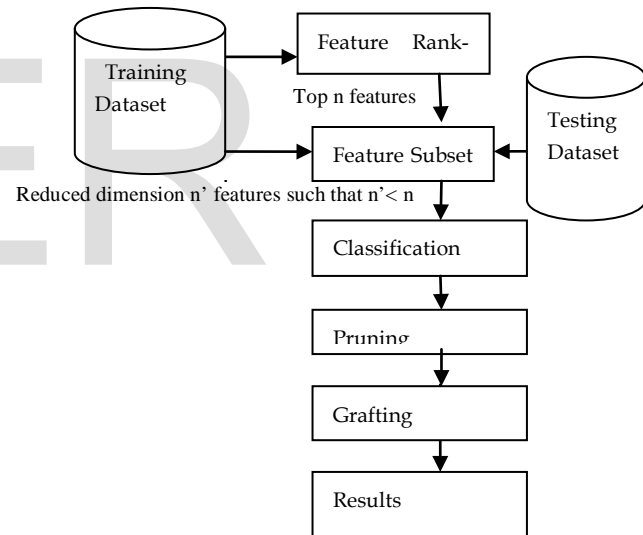 Feature Rank-
Training
Dataset
Top n features
Testing
Dataset
Feature Subset
Reduced dimension n’ features such that n’< n
Classification
Pruning
Grafting
Results
ER